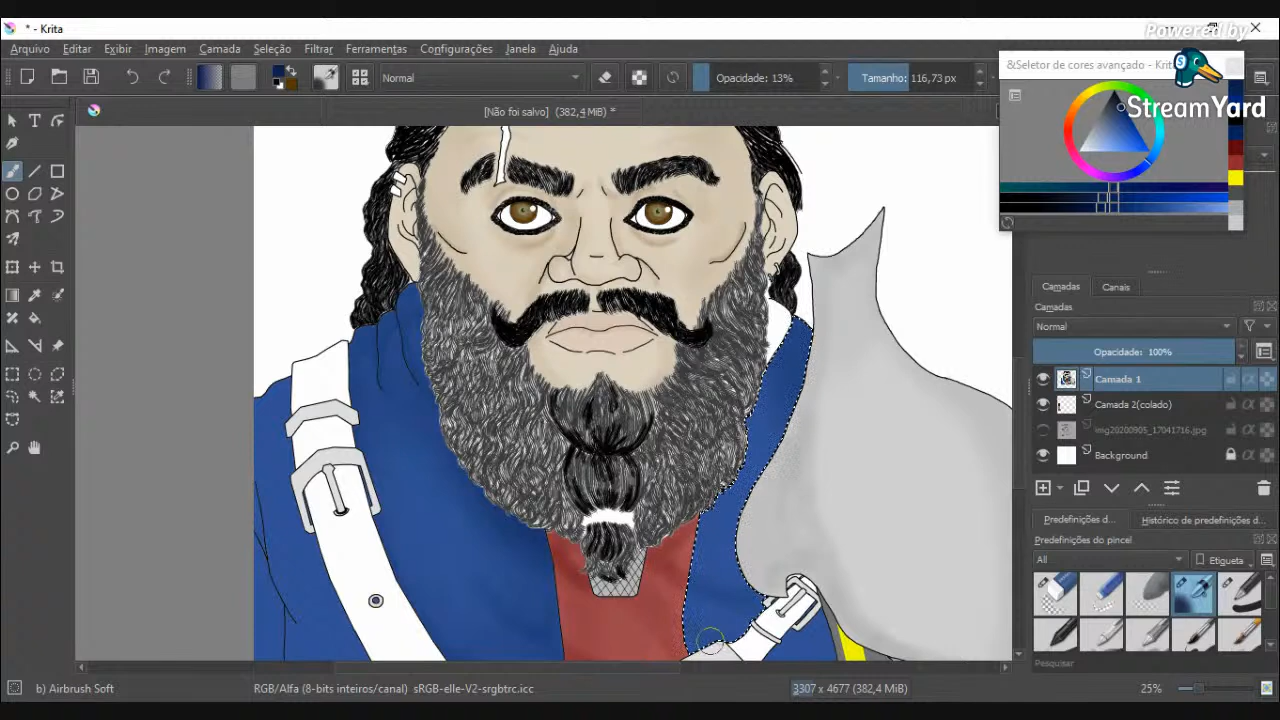 * - Krita
Powered by
StreamYard
Arquivo Editar Exibir Imagem Camada Seleção Filtrar Ferramentas Configurações Janela Ajuda
Normal
Opacidade: 13%
Tamanho: 116,73 px
&Seletor de cores avançado - Krit
[Não foi salvo] (382,4 MiB) *
Camadas Canais
Camadas
Normal
Opacidade: 100%
Camada 1
Camada 2(colado)
img20200905_17041716.jpg
Background
Predefinições d... Histórico de predefinições d...
Predefinições do pincel
All
Etiqueta
Pesquisar
b) Airbrush Soft
RGB/Alfa (8-bits inteiros/canal) sRGB-elle-V2-srgbtrc.icc
3307 x 4677 (382,4 MiB)
25%